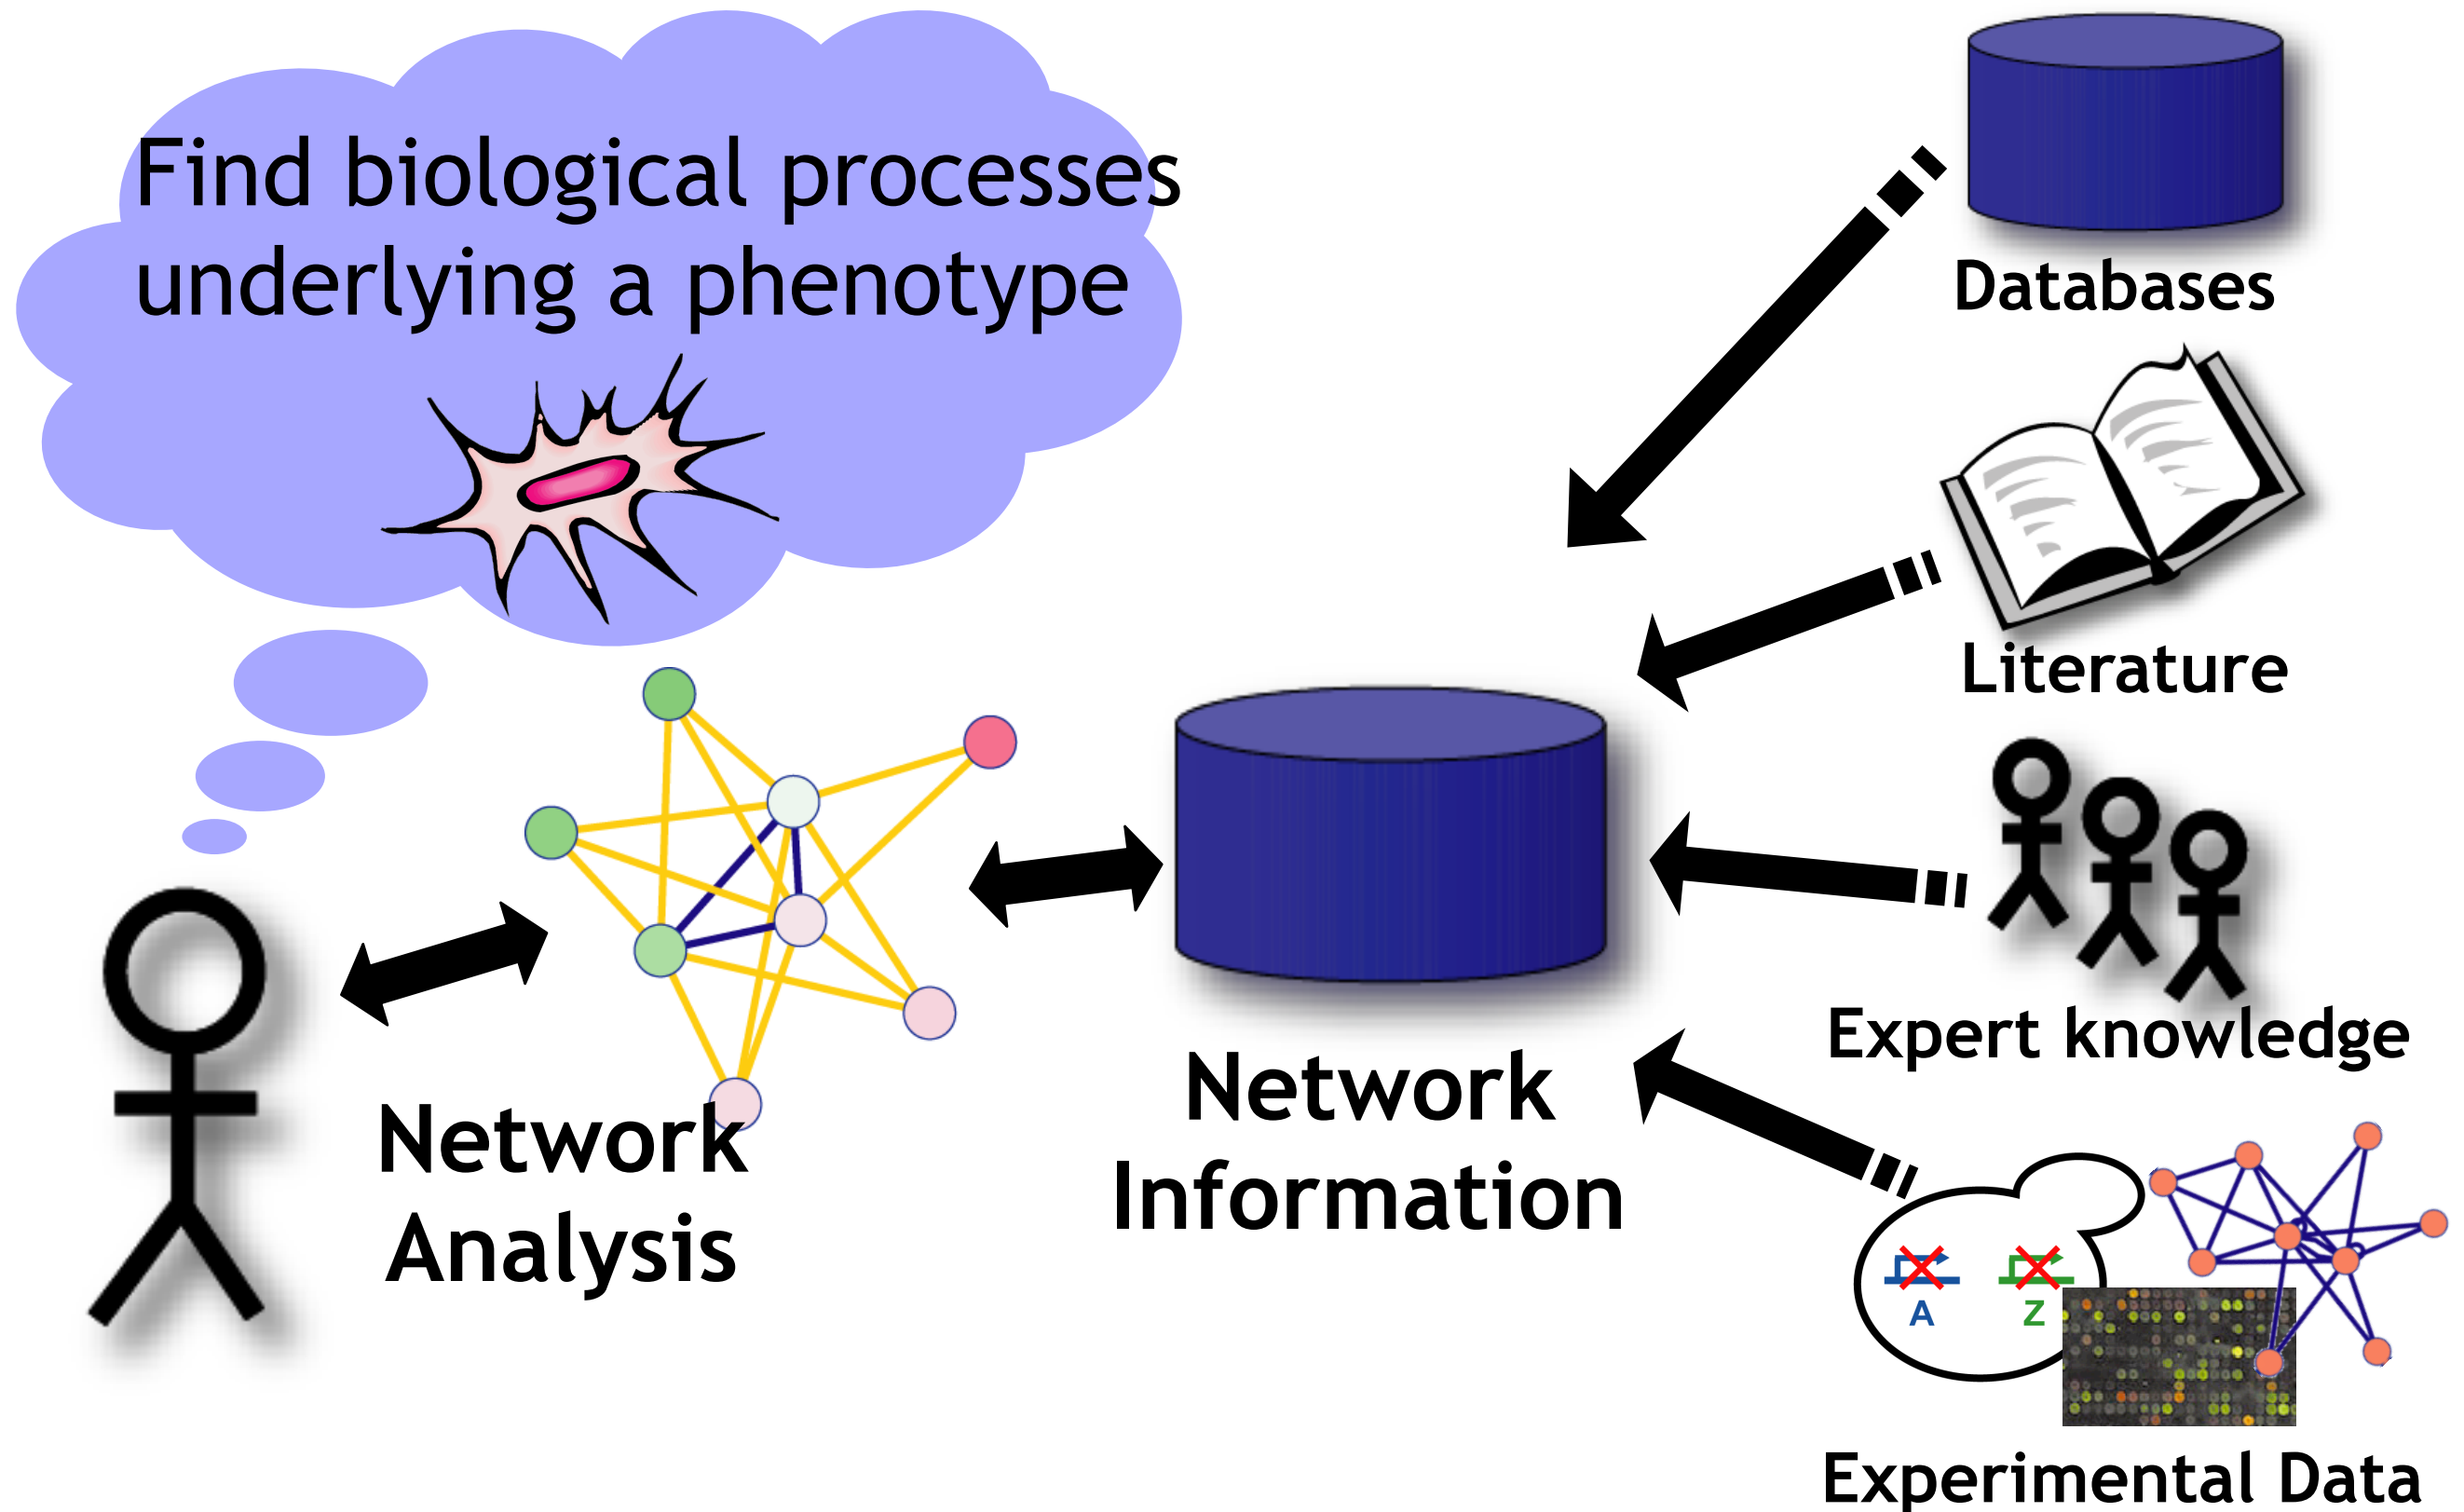 Find biological processes
underlying a phenotype
Databases
Literature
Expert knowledge
Network
Analysis
Network
Information
A
Z
Experimental Data